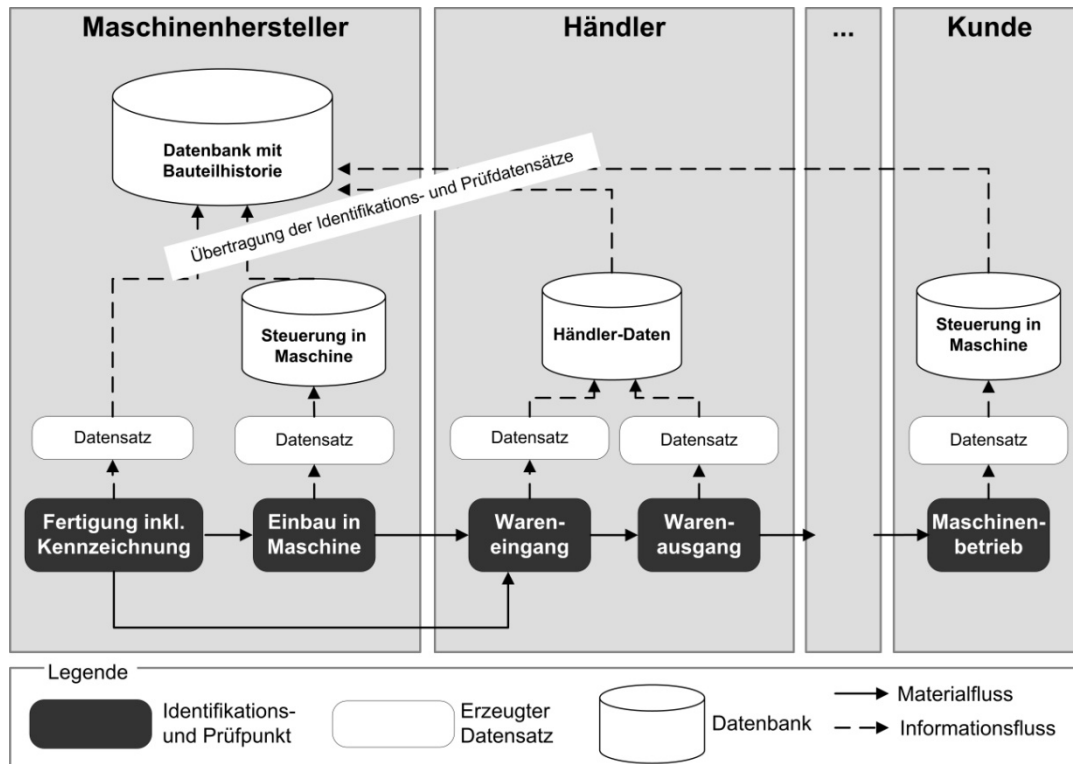 Maschinenhersteller
Händler
...
Kunde
Datenbank mit
Bauteilhistorie
Übertragung der Identifikations- und Prüfdatensätze
Steuerung in
Maschine
Händler-Daten
Steuerung in
Maschine
Datensatz
Datensatz
Datensatz
Datensatz
Datensatz
Fertigung inkl.
Kennzeichnung
Einbau in
Maschine
Waren-
eingang
Waren-
ausgang
Maschinen-
betrieb
Legende
Identifikations-
und Prüfpunkt
Erzeugter
Datensatz
Datenbank
Materialfluss
Informationsfluss